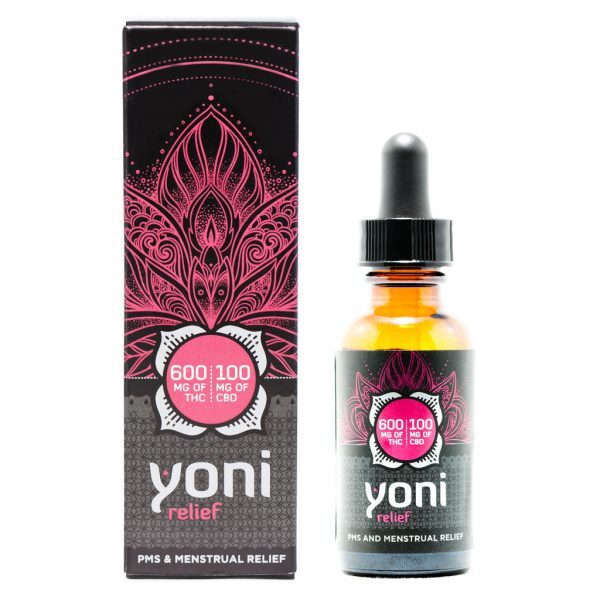 600 100
MG OF MG OF
THC CBD
yoni
relief
PMS & MENSTRUAL RELIEF
600 100
MG OF MG OF
THC CBD
yoni
relief
PMS AND MENSTRUAL RELIEF